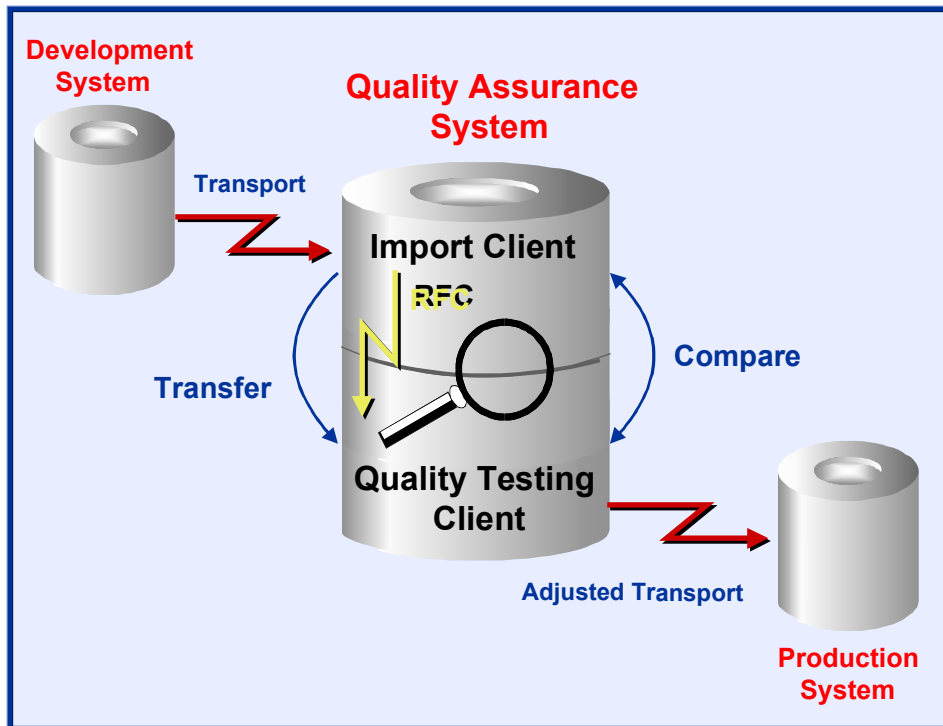 Development
System
Quality Assurance
System
Transport
Import Client
RFC
Compare
Transfer
Quality Testing
Client
Adjusted Transport
Production
System